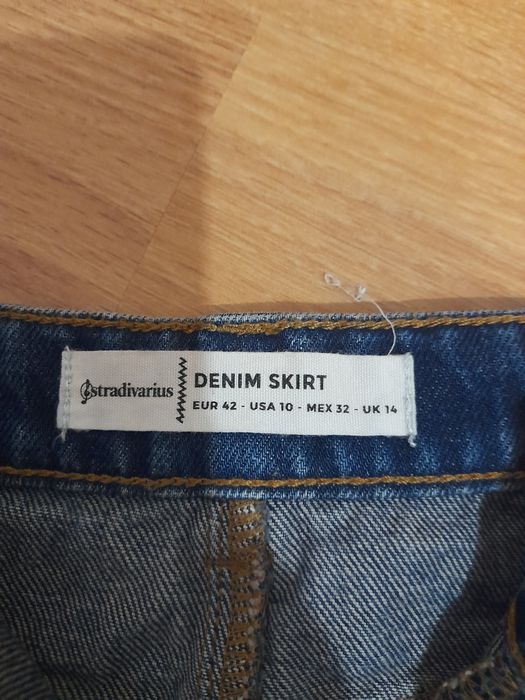 stradivarius
DENIM SKIRT
EUR 42 - USA 10 - MEX 32 - UK 14